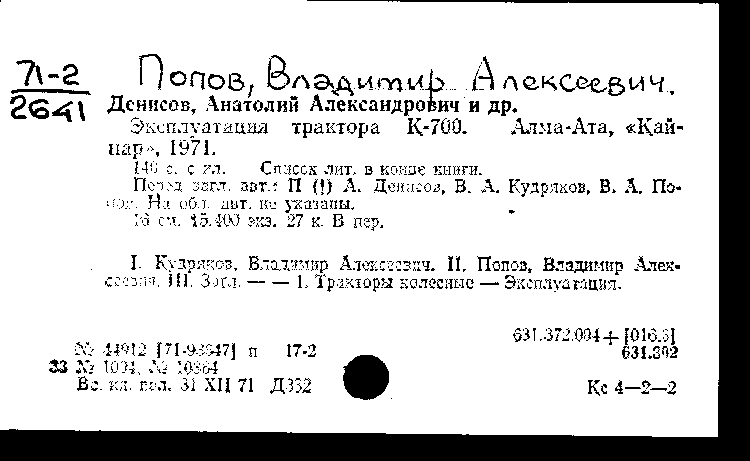 71-2
2641
Попов, Владимир Алексеевич.
Денисов, Анатолий Александрович и др.
Эксплуатация трактора К-700. Алма-Ата, «Кай-
нар», 1971.
146 с. с ил. Список лит. в конце книги.
Перед загл. авт.: П (!) А. Денисов, В. А. Кудряков, В. А. По-
пов. На обл. авт. не указаны.
16 см. 15.400 экз. 27 к. В пер.
I. Кудряков, Владимир Алексеевич. II. Попов, Владимир Алек-
сеевич. III. Загл. — — 1. Тракторы колесные — Эксплуатация.
631.372.004+[016.3]
631.302
№ 44912 [71-93647] п 17-2
33 № 1034, № 10864
Вс. кн. пал. 31 XII 71 Д332
Кс 4—2—2